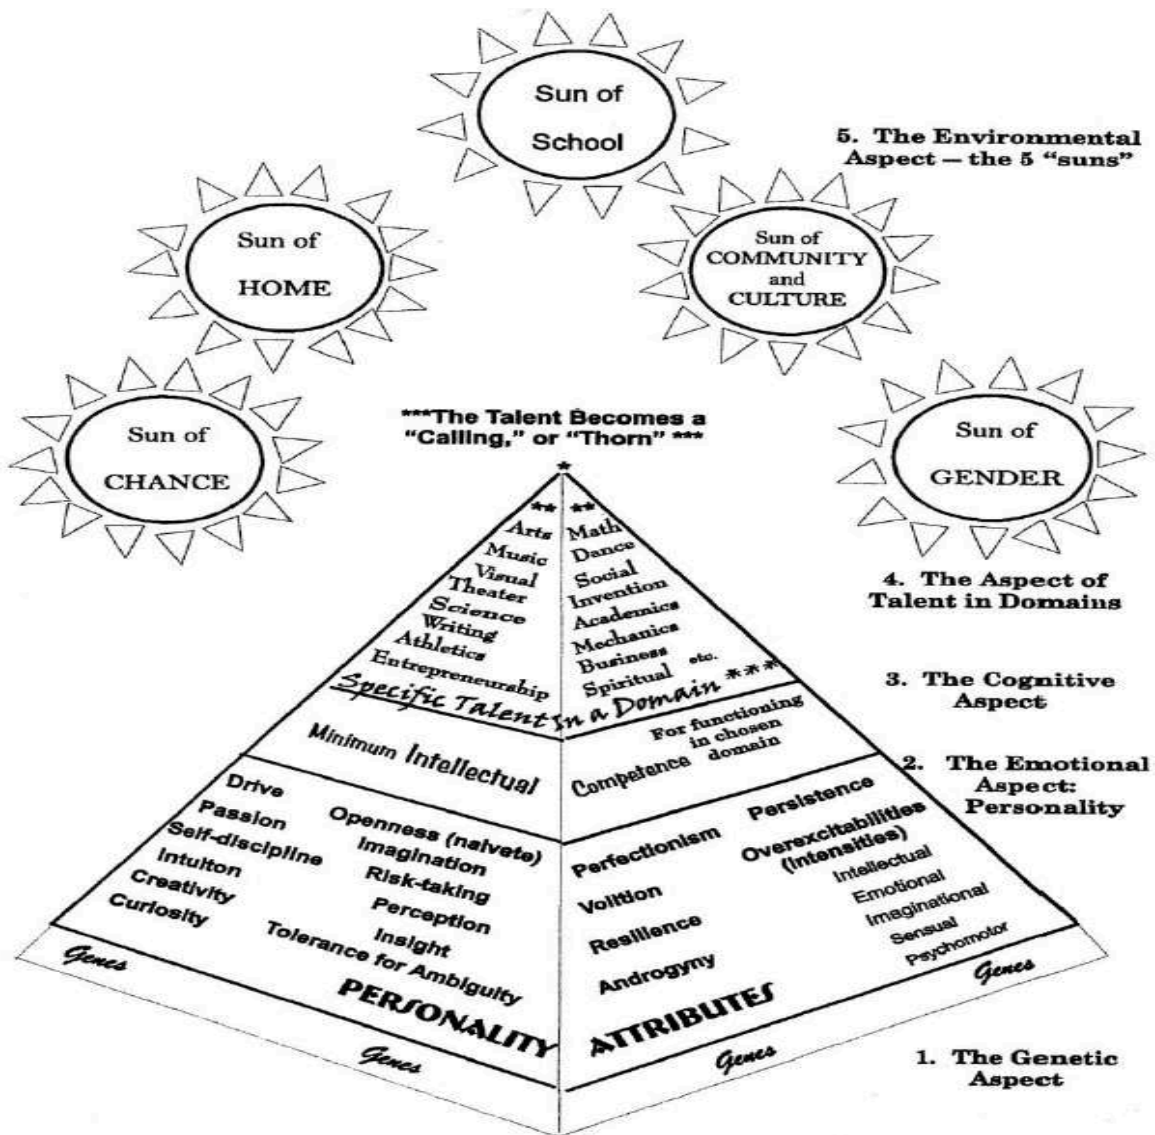 Sun of
School
5. The Environmental
Aspect – the 5 “suns”
Sun of
HOME
Sun of
COMMUNITY
and
CULTURE
Sun of
CHANCE
***The Talent Becomes a
“Calling,” or “Thorn” ***
*
Sun of
GENDER
** **
Arts
Music
Visual
Theater
Science
Writing
Athletics
Entrepreneurship
Math
Dance
Social
Invention
Academics
Mechanics
Business
Spiritual etc.
Specific Talent In a Domain ***
4. The Aspect of
Talent in Domains
3. The Cognitive
Aspect
Minimum Intellectual
Competence
For functioning
in chosen
domain
2. The Emotional
Aspect:
Personality
Drive
Passion
Self-discipline
Intuiton
Creativity
Curiosity
Openness (naivete)
Imagination
Risk-taking
Perception
Insight
Tolerance for Ambiguity
Perfectionism
Volition
Resilience
Androgyny
Persistence
Overexcitabilities
(intensities)
Intellectual
Emotional
Imaginational
Sensual
Psychomotor
PERSONALITY
ATTRIBUTES
Genes
Genes
Genes
Genes
1. The Genetic
Aspect